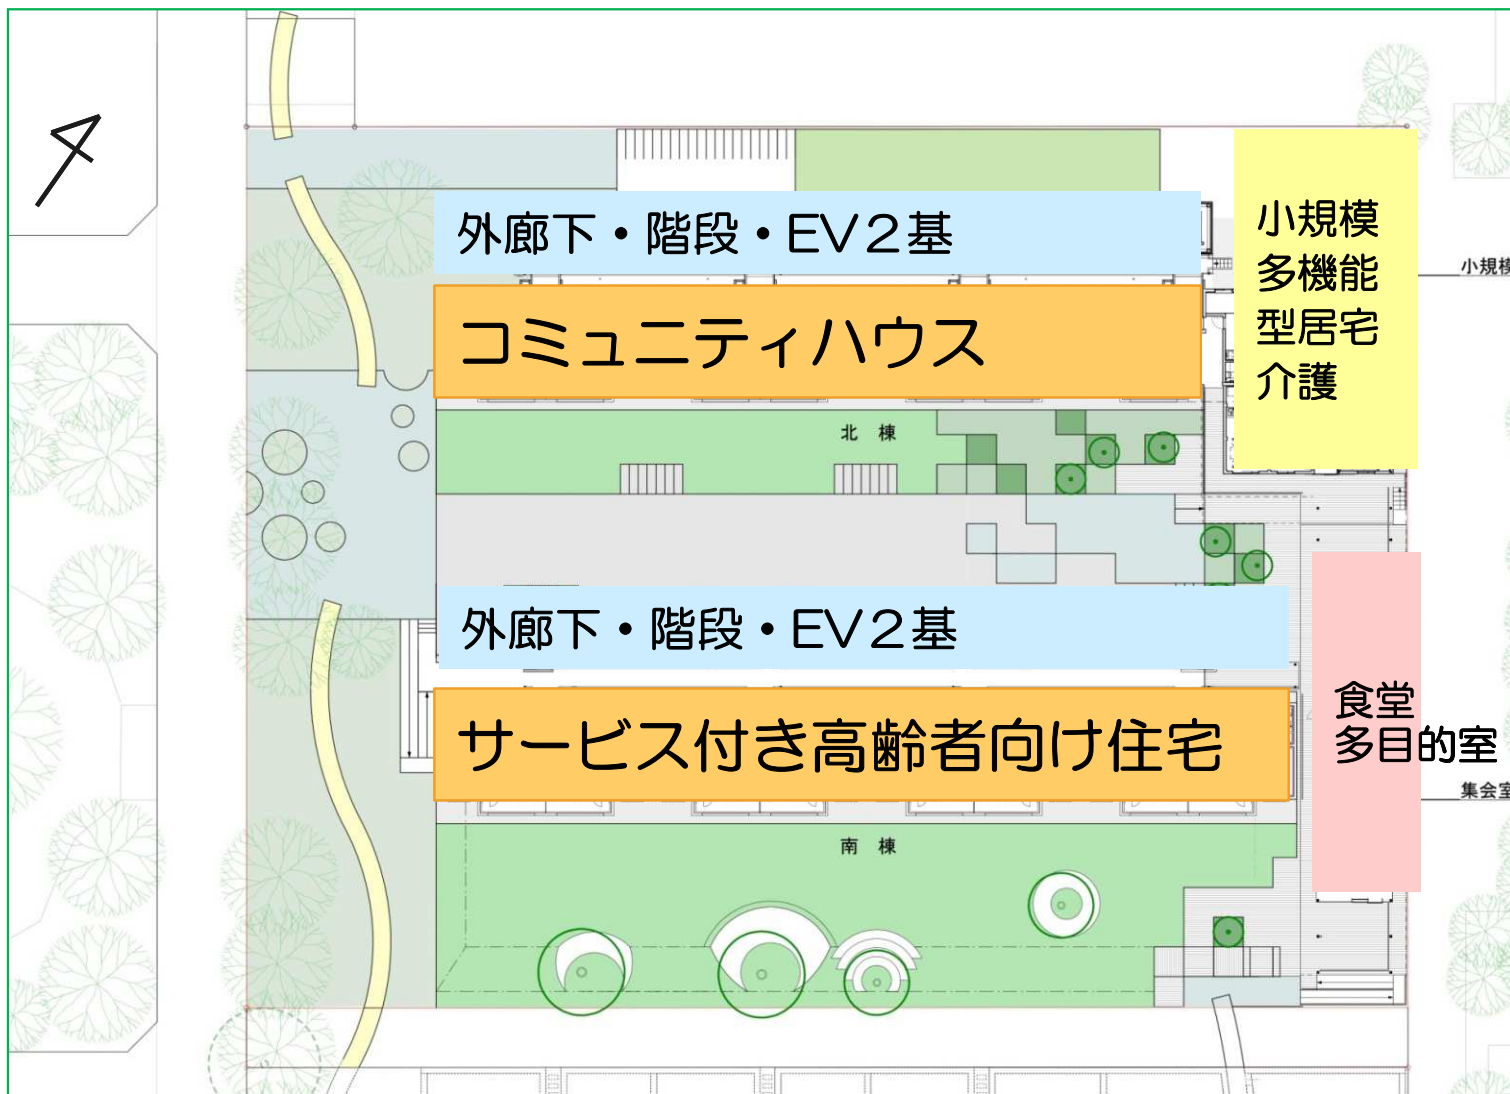 外廊下・階段・EV２基
コミュニティハウス
小規模
多機能
型居宅
介護
小規模
北 棟
外廊下・階段・EV２基
サービス付き高齢者向け住宅
食堂
多目的室
集会室
南 棟